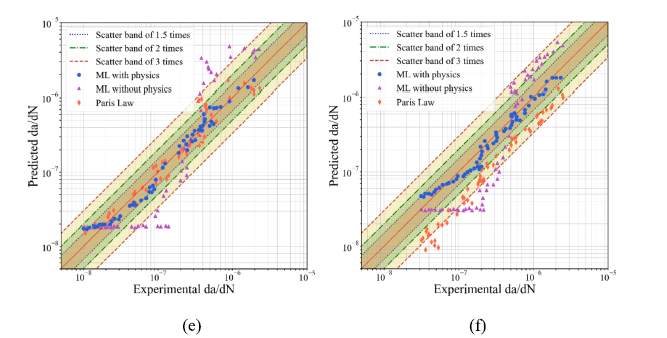 10⁻⁵
10⁻⁶
10⁻⁷
10⁻⁸
Predicted da/dN
Scatter band of 1.5 times
Scatter band of 2 times
Scatter band of 3 times
ML with physics
ML without physics
Paris Law
10⁻⁸ 10⁻⁷ 10⁻⁶ 10⁻⁵
Experimental da/dN
(e)
10⁻⁵
10⁻⁶
10⁻⁷
10⁻⁸
Predicted da/dN
Scatter band of 1.5 times
Scatter band of 2 times
Scatter band of 3 times
ML with physics
ML without physics
Paris Law
10⁻⁸ 10⁻⁷ 10⁻⁶ 10⁻⁵
Experimental da/dN
(f)